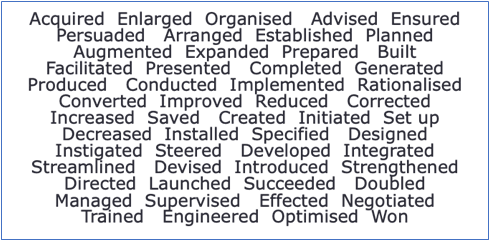 Acquired Enlarged Organised Advised Ensured
Persuaded Arranged Established Planned
Augmented Expanded Prepared Built
Facilitated Presented Completed Generated
Produced Conducted Implemented Rationalised
Converted Improved Reduced Corrected
Increased Saved Created Initiated Set up
Decreased Installed Specified Designed
Instigated Steered Developed Integrated
Streamlined Devised Introduced Strengthened
Directed Launched Succeeded Doubled
Managed Supervised Effected Negotiated
Trained Engineered Optimised Won